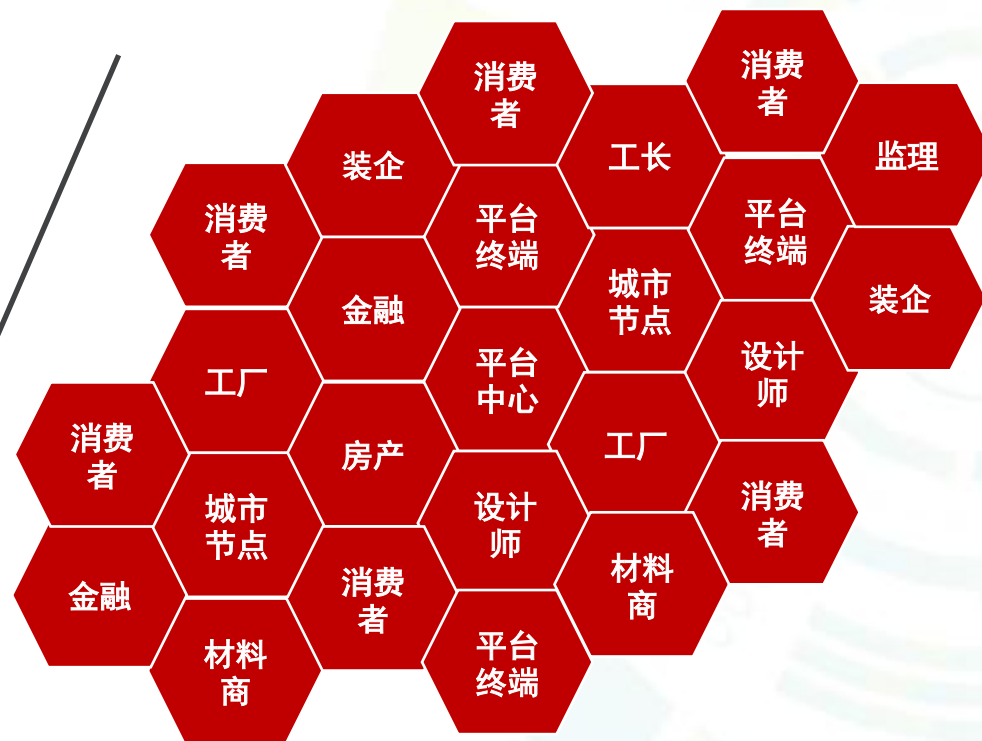 消费
者
消费
者
装企
工长
监理
消费
者
平台
终端
平台
终端
金融
城市
节点
装企
工厂
平台
中心
设计
师
消费
者
房产
工厂
城市
节点
设计
师
消费
者
金融
消费
者
材料
商
材料
商
平台
终端